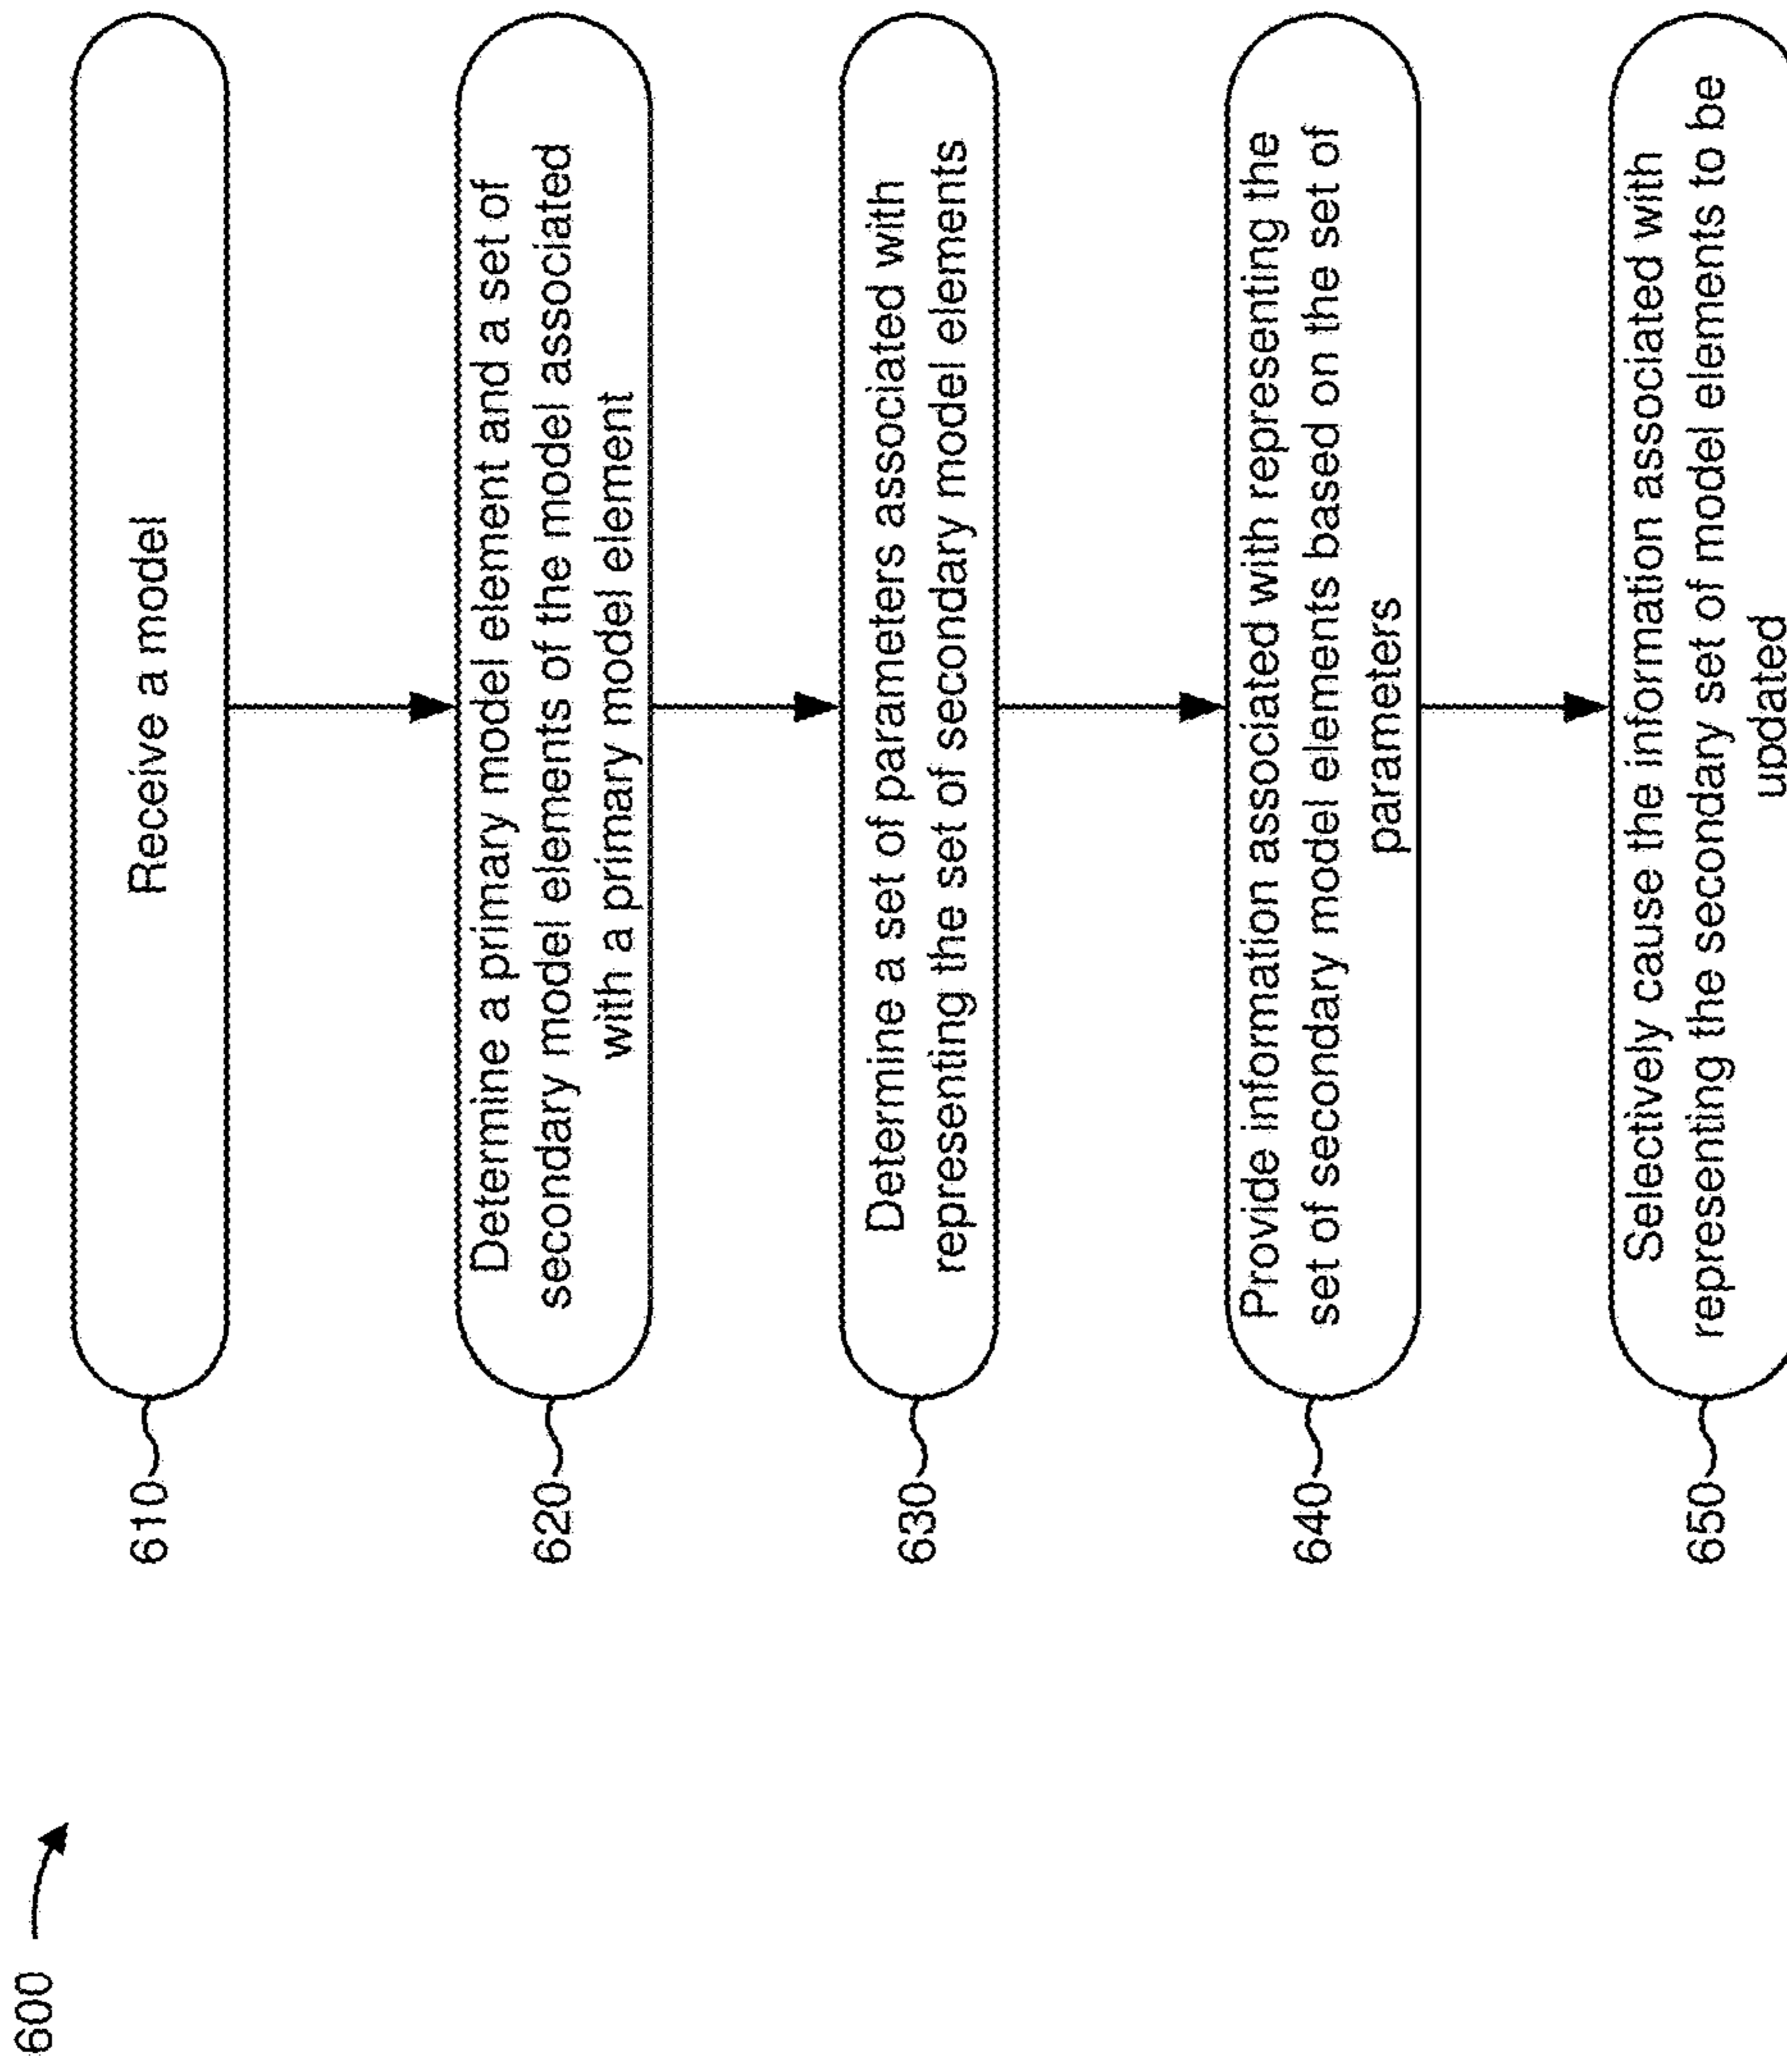 600
610
Receive a model
620
Determine a primary model element and a set of
secondary model elements of the model associated
with a primary model element
630
Determine a set of parameters associated with
representing the set of secondary model elements
640
Provide information associated with representing the
set of secondary model elements based on the set of
parameters
650
Selectively cause the information associated with
representing the secondary set of model elements to be
updated